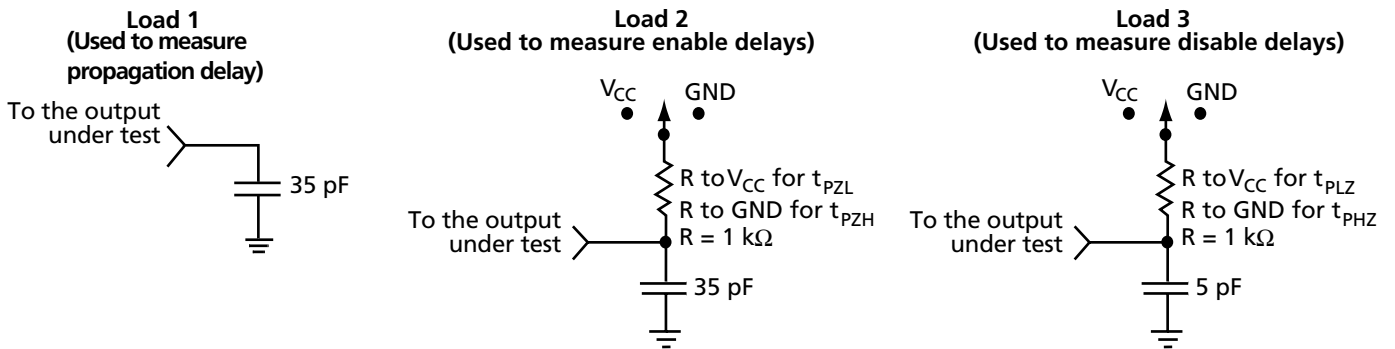 Load 1
(Used to measure
propagation delay)
To the output
under test
35 pF
Load 2
(Used to measure enable delays)
VCC
GND
R to VCC for tPZL
R to GND for tPZH
R = 1 kΩ
To the output
under test
35 pF
Load 3
(Used to measure disable delays)
VCC
GND
R to VCC for tPLZ
R to GND for tPHZ
R = 1 kΩ
To the output
under test
5 pF